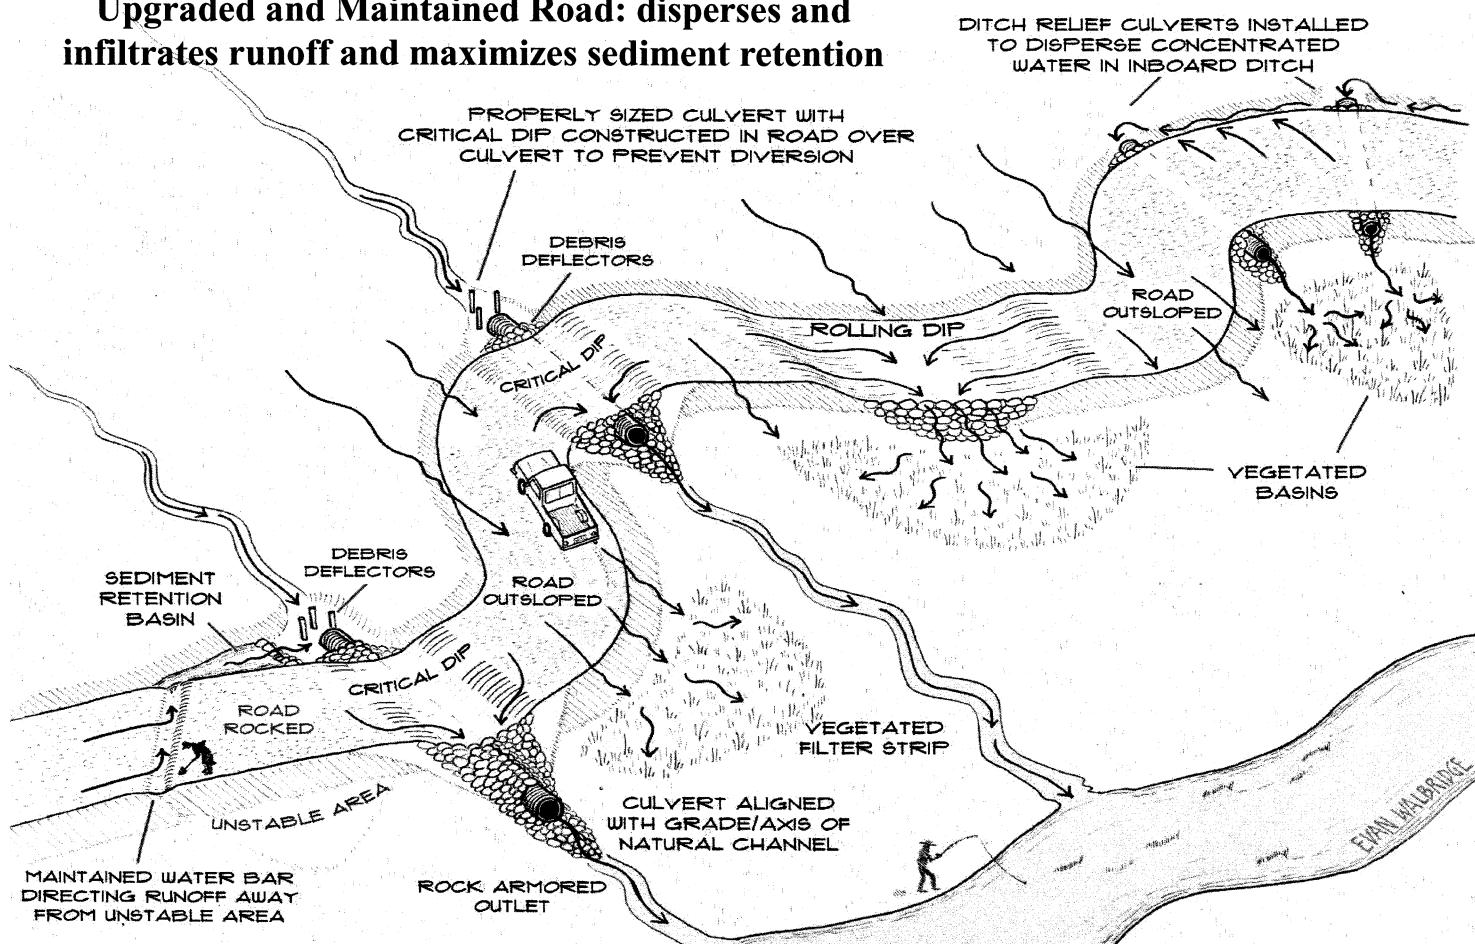 Upgraded and Maintained Road: disperses and
infiltrates runoff and maximizes sediment retention
DITCH RELIEF CULVERTS INSTALLED
TO DISPERSE CONCENTRATED
WATER IN INBOARD DITCH
PROPERLY SIZED CULVERT WITH
CRITICAL DIP CONSTRUCTED IN ROAD OVER
CULVERT TO PREVENT DIVERSION
DEBRIS
DEFLECTORS
ROAD
OUTSLOPED
ROLLING DIP
CRITICAL DIP
VEGETATED
BASINS
DEBRIS
DEFLECTORS
SEDIMENT
RETENTION
BASIN
ROAD
OUTSLOPED
CRITICAL DIP
ROAD
ROCKED
VEGETATED
FILTER STRIP
UNSTABLE AREA
CULVERT ALIGNED
WITH GRADE/AXIS OF
NATURAL CHANNEL
EVAN WALBRIDGE
MAINTAINED WATER BAR
DIRECTING RUNOFF AWAY
FROM UNSTABLE AREA
ROCK ARMORED
OUTLET